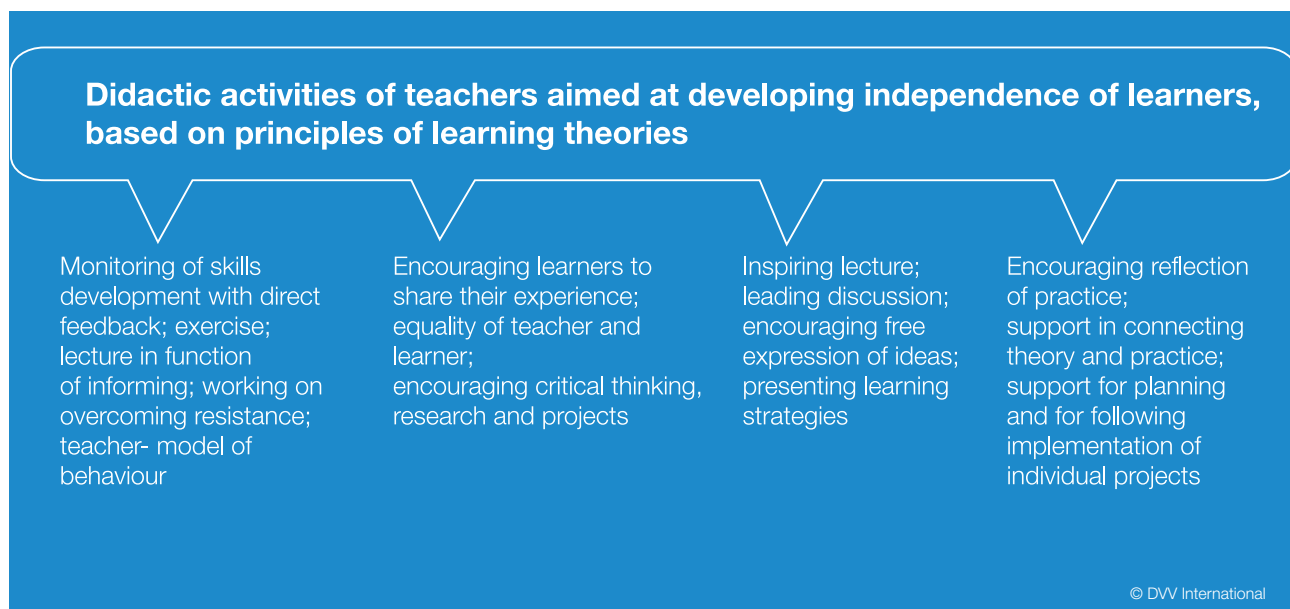 Didactic activities of teachers aimed at developing independence of learners,
based on principles of learning theories
Monitoring of skills
development with direct
feedback; exercise;
lecture in function
of informing; working on
overcoming resistance;
teacher- model of
behaviour
Encouraging learners to
share their experience;
equality of teacher and
learner;
encouraging critical thinking,
research and projects
Inspiring lecture;
leading discussion;
encouraging free
expression of ideas;
presenting learning
strategies
Encouraging reflection
of practice;
support in connecting
theory and practice;
support for planning
and for following
implementation of
individual projects
© DVV International